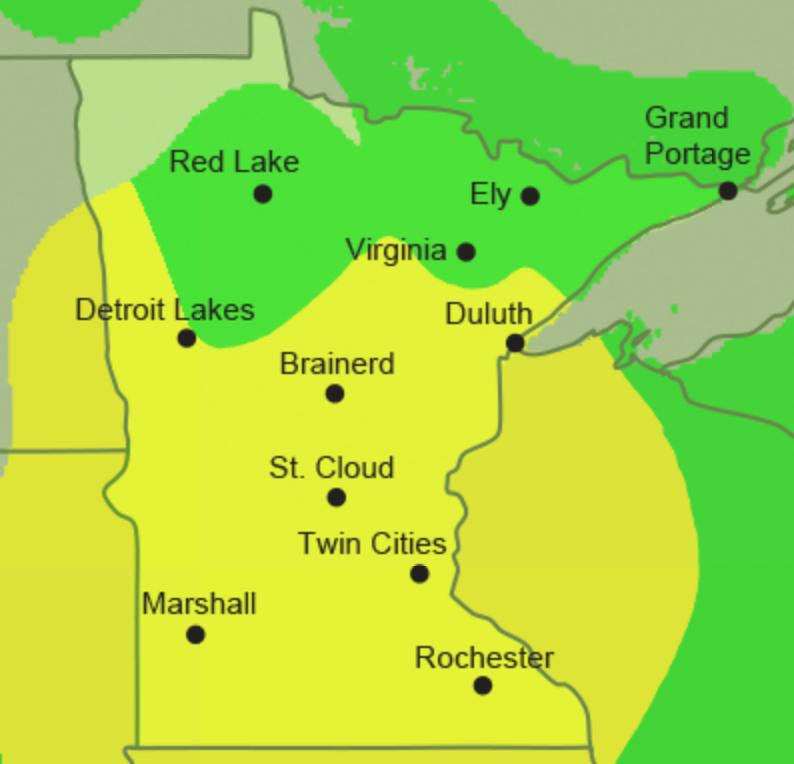 Grand
Portage
Red Lake
Ely
Virginia
Detroit Lakes
Duluth
Brainerd
St. Cloud
Twin Cities
Marshall
Rochester